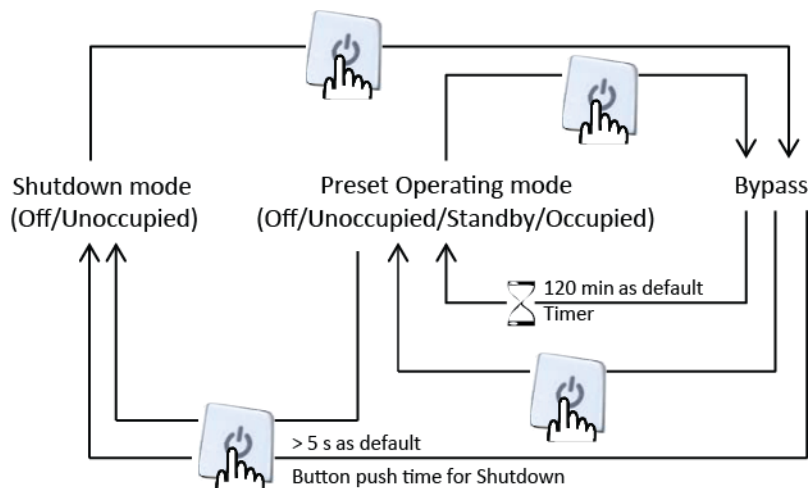 Shutdown mode
(Off/Unoccupied)
Preset Operating mode
(Off/Unoccupied/Standby/Occupied)
Bypass
120 min as default
Timer
> 5 s as default
Button push time for Shutdown